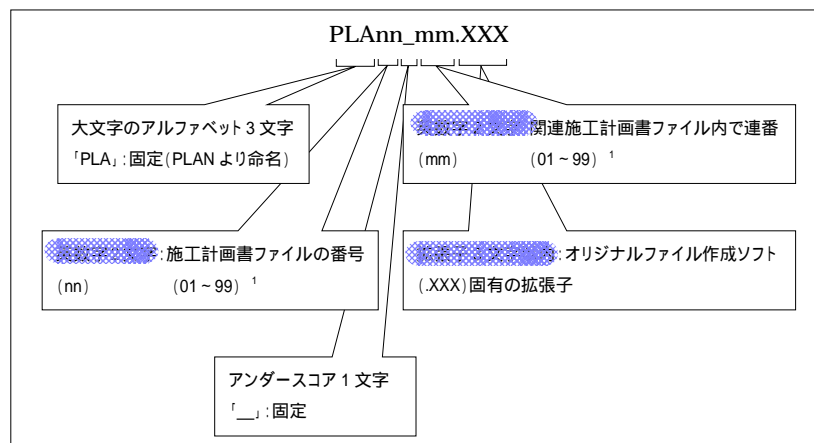 PLAnn_mm.XXX
大文字のアルファベット3文字
「PLA」:固定(PLANより命名)
関連施工計画書ファイル内で連番
(mm) (01~99) 1
:施工計画書ファイルの番号
(nn) (01~99) 1
:オリジナルファイル作成ソフト
(.XXX)固有の拡張子
アンダースコア1文字
「__」:固定